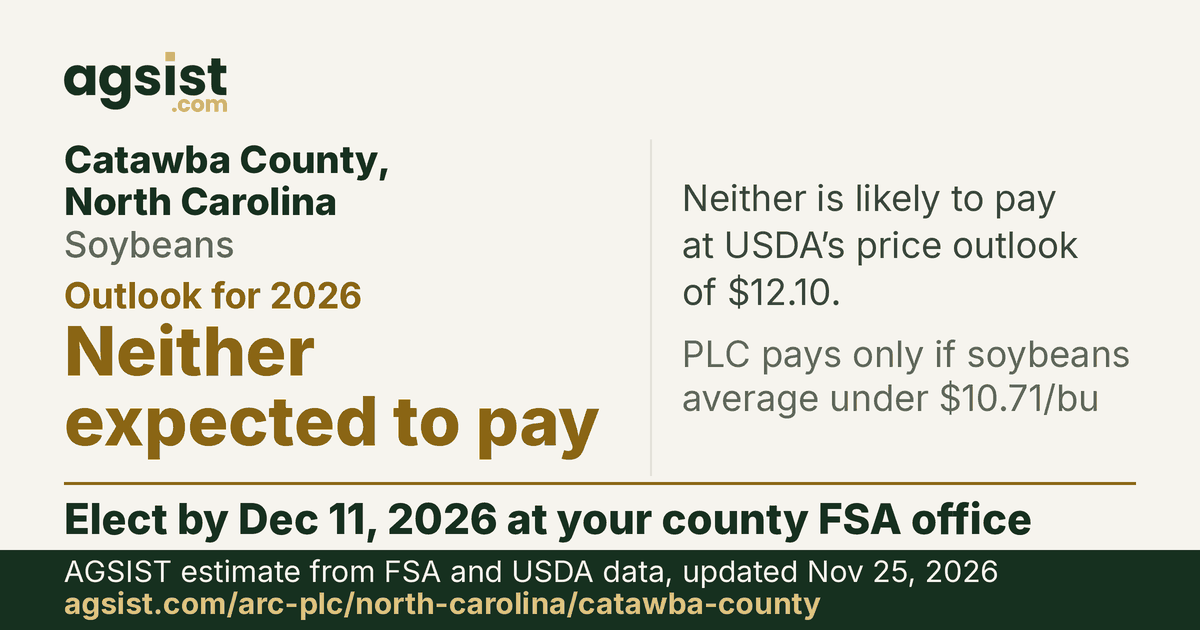 agsist
.com
Catawba County,
North Carolina
Soybeans
Outlook for 2026
Neither
expected to pay
Neither is likely to pay
at USDA’s price outlook
of $12.10.
PLC pays only if soybeans
average under $10.71/bu
Elect by Dec 11, 2026 at your county FSA office
AGSIST estimate from FSA and USDA data, updated Nov 25, 2026
agsist.com/arc-plc/north-carolina/catawba-county